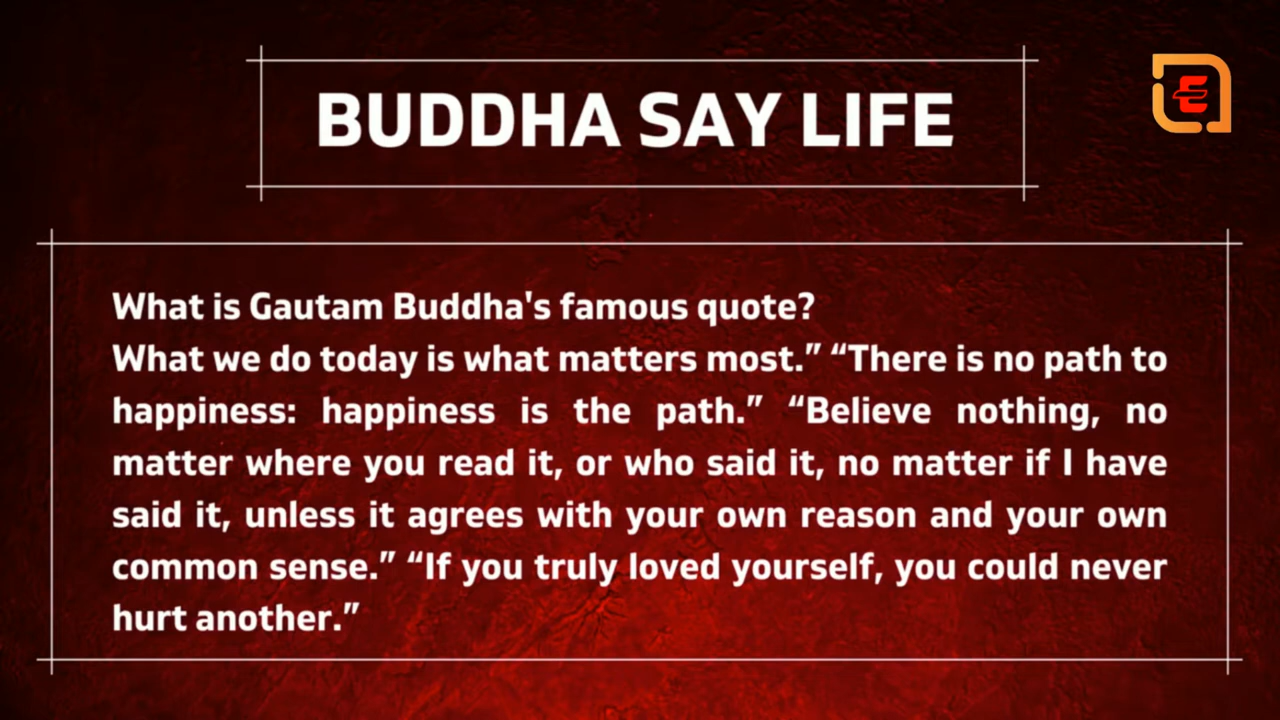 BUDDHA SAY LIFE
E
What is Gautam Buddha's famous quote?
What we do today is what matters most.” “There is no path to
happiness: happiness is the path.” “Believe nothing, no
matter where you read it, or who said it, no matter if I have
said it, unless it agrees with your own reason and your own
common sense.” “If you truly loved yourself, you could never
hurt another.”